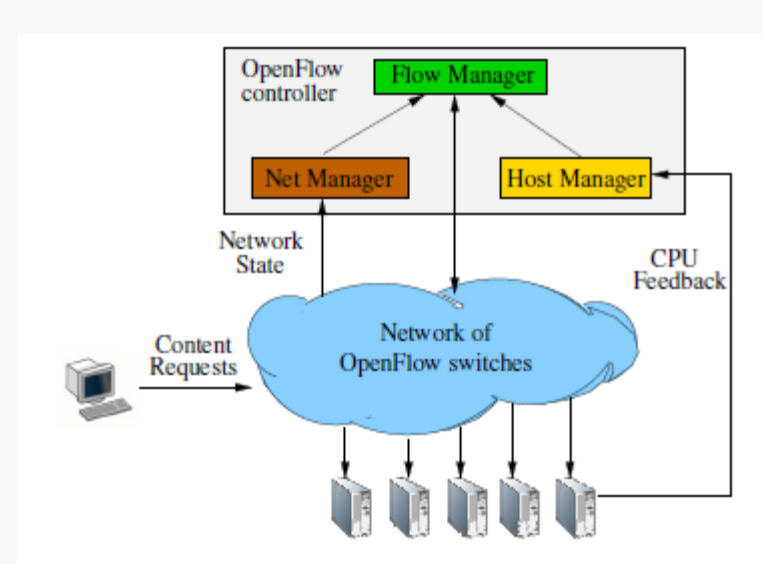 OpenFlow
controller
Flow Manager
Net Manager
Host Manager
Network
State
CPU
Feedback
Content
Requests
Network of
OpenFlow switches